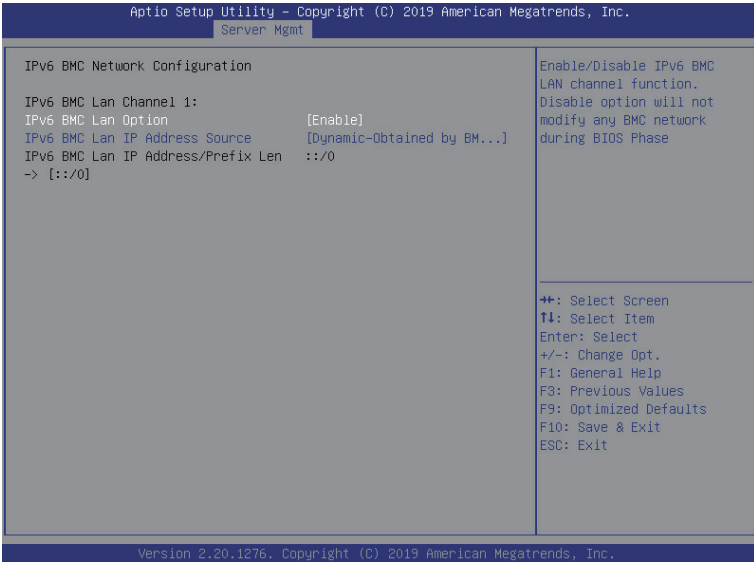 Aptio Setup Utility – Copyright (C) 2019 American Megatrends, Inc.
Server Mgmt
IPv6 BMC Network Configuration
IPv6 BMC Lan Channel 1:
IPv6 BMC Lan Option [Enable]
IPv6 BMC Lan IP Address Source [Dynamic-Obtained by BM...]
IPv6 BMC Lan IP Address/Prefix Len ::/0
-> [::/0]
Enable/Disable IPv6 BMC
LAN channel function.
Disable option will not
modify any BMC network
during BIOS Phase
→←: Select Screen
↑↓: Select Item
Enter: Select
+/-: Change Opt.
F1: General Help
F3: Previous Values
F9: Optimized Defaults
F10: Save & Exit
ESC: Exit
Version 2.20.1276. Copyright (C) 2019 American Megatrends, Inc.